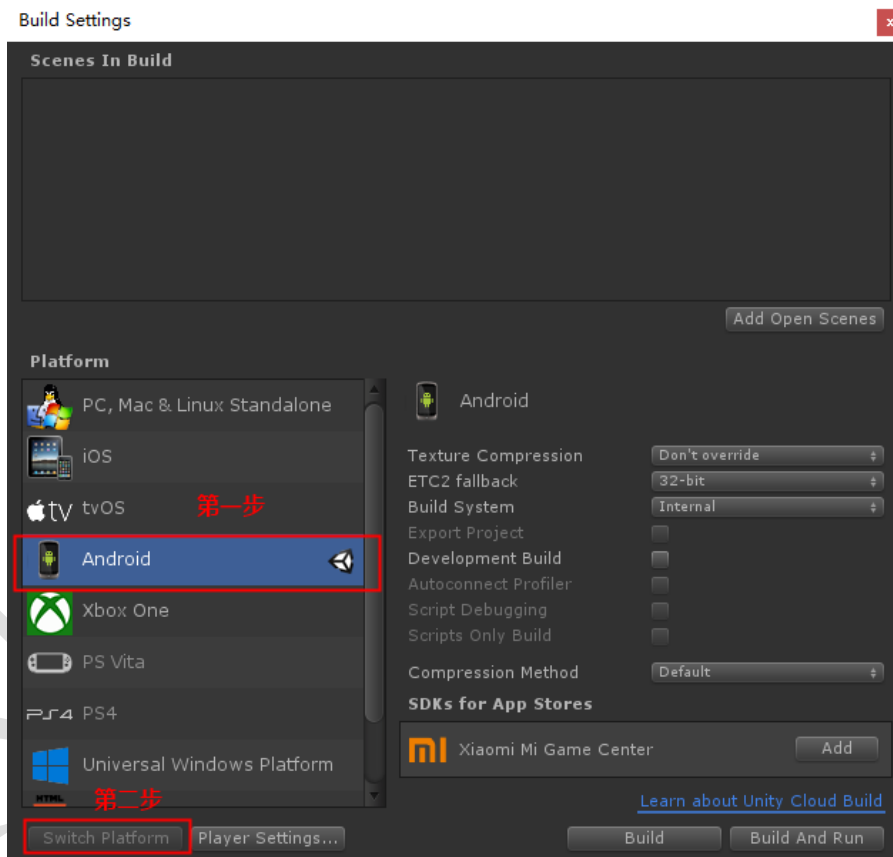 Build Settings
x
Scenes In Build
Add Open Scenes
Platform
PC, Mac & Linux Standalone
iOS
tv tvOS
第一步
Android
Xbox One
PS Vita
PS4 PS4
Universal Windows Platform
HTML
第二步
Switch Platform
Player Settings...
Android
Texture Compression Don't override
ETC2 fallback 32-bit
Build System Internal
Export Project
Development Build
Autoconnect Profiler
Script Debugging
Scripts Only Build
Compression Method Default
SDKs for App Stores
mi Xiaomi Mi Game Center Add
Learn about Unity Cloud Build
Build
Build And Run